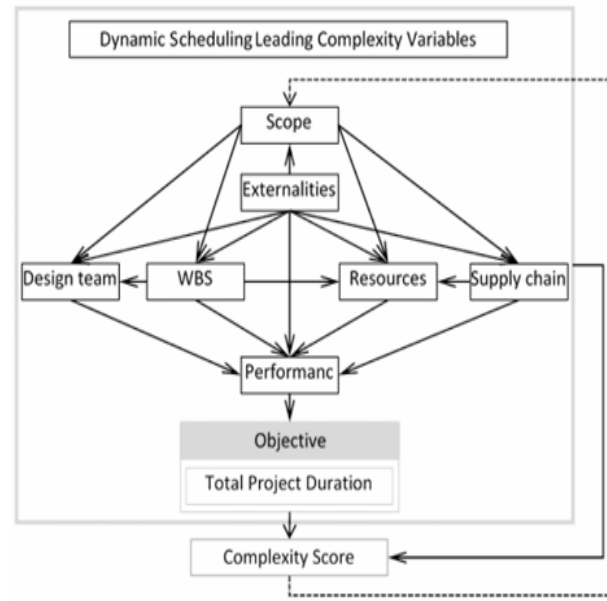 Dynamic Scheduling Leading Complexity Variables
Scope
Externalities
Design team
WBS
Resources
Supply chain
Performanc
Objective
Total Project Duration
Complexity Score